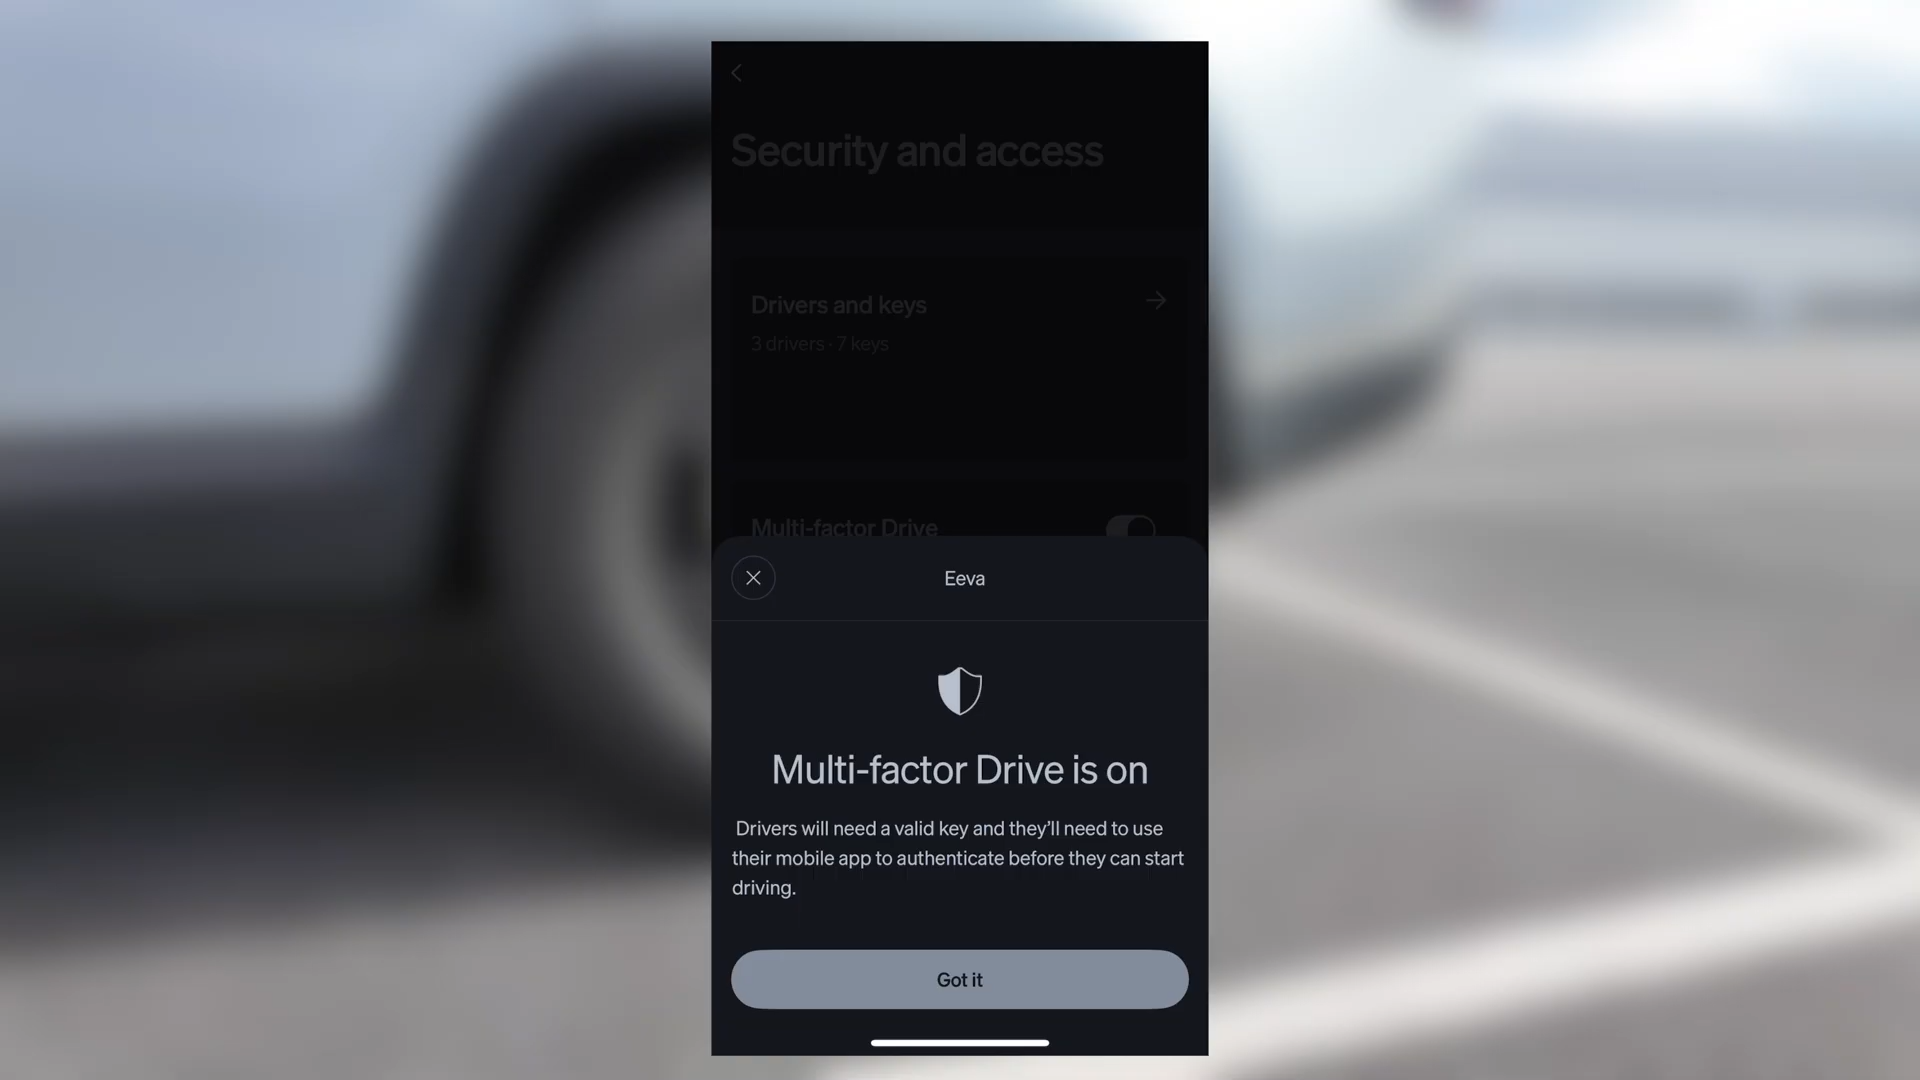 Security and access
Drivers and keys
3 drivers · 7 keys
Multi-factor Drive
Eeva
Multi-factor Drive is on
Drivers will need a valid key and they’ll need to use
their mobile app to authenticate before they can start
driving.
Got it